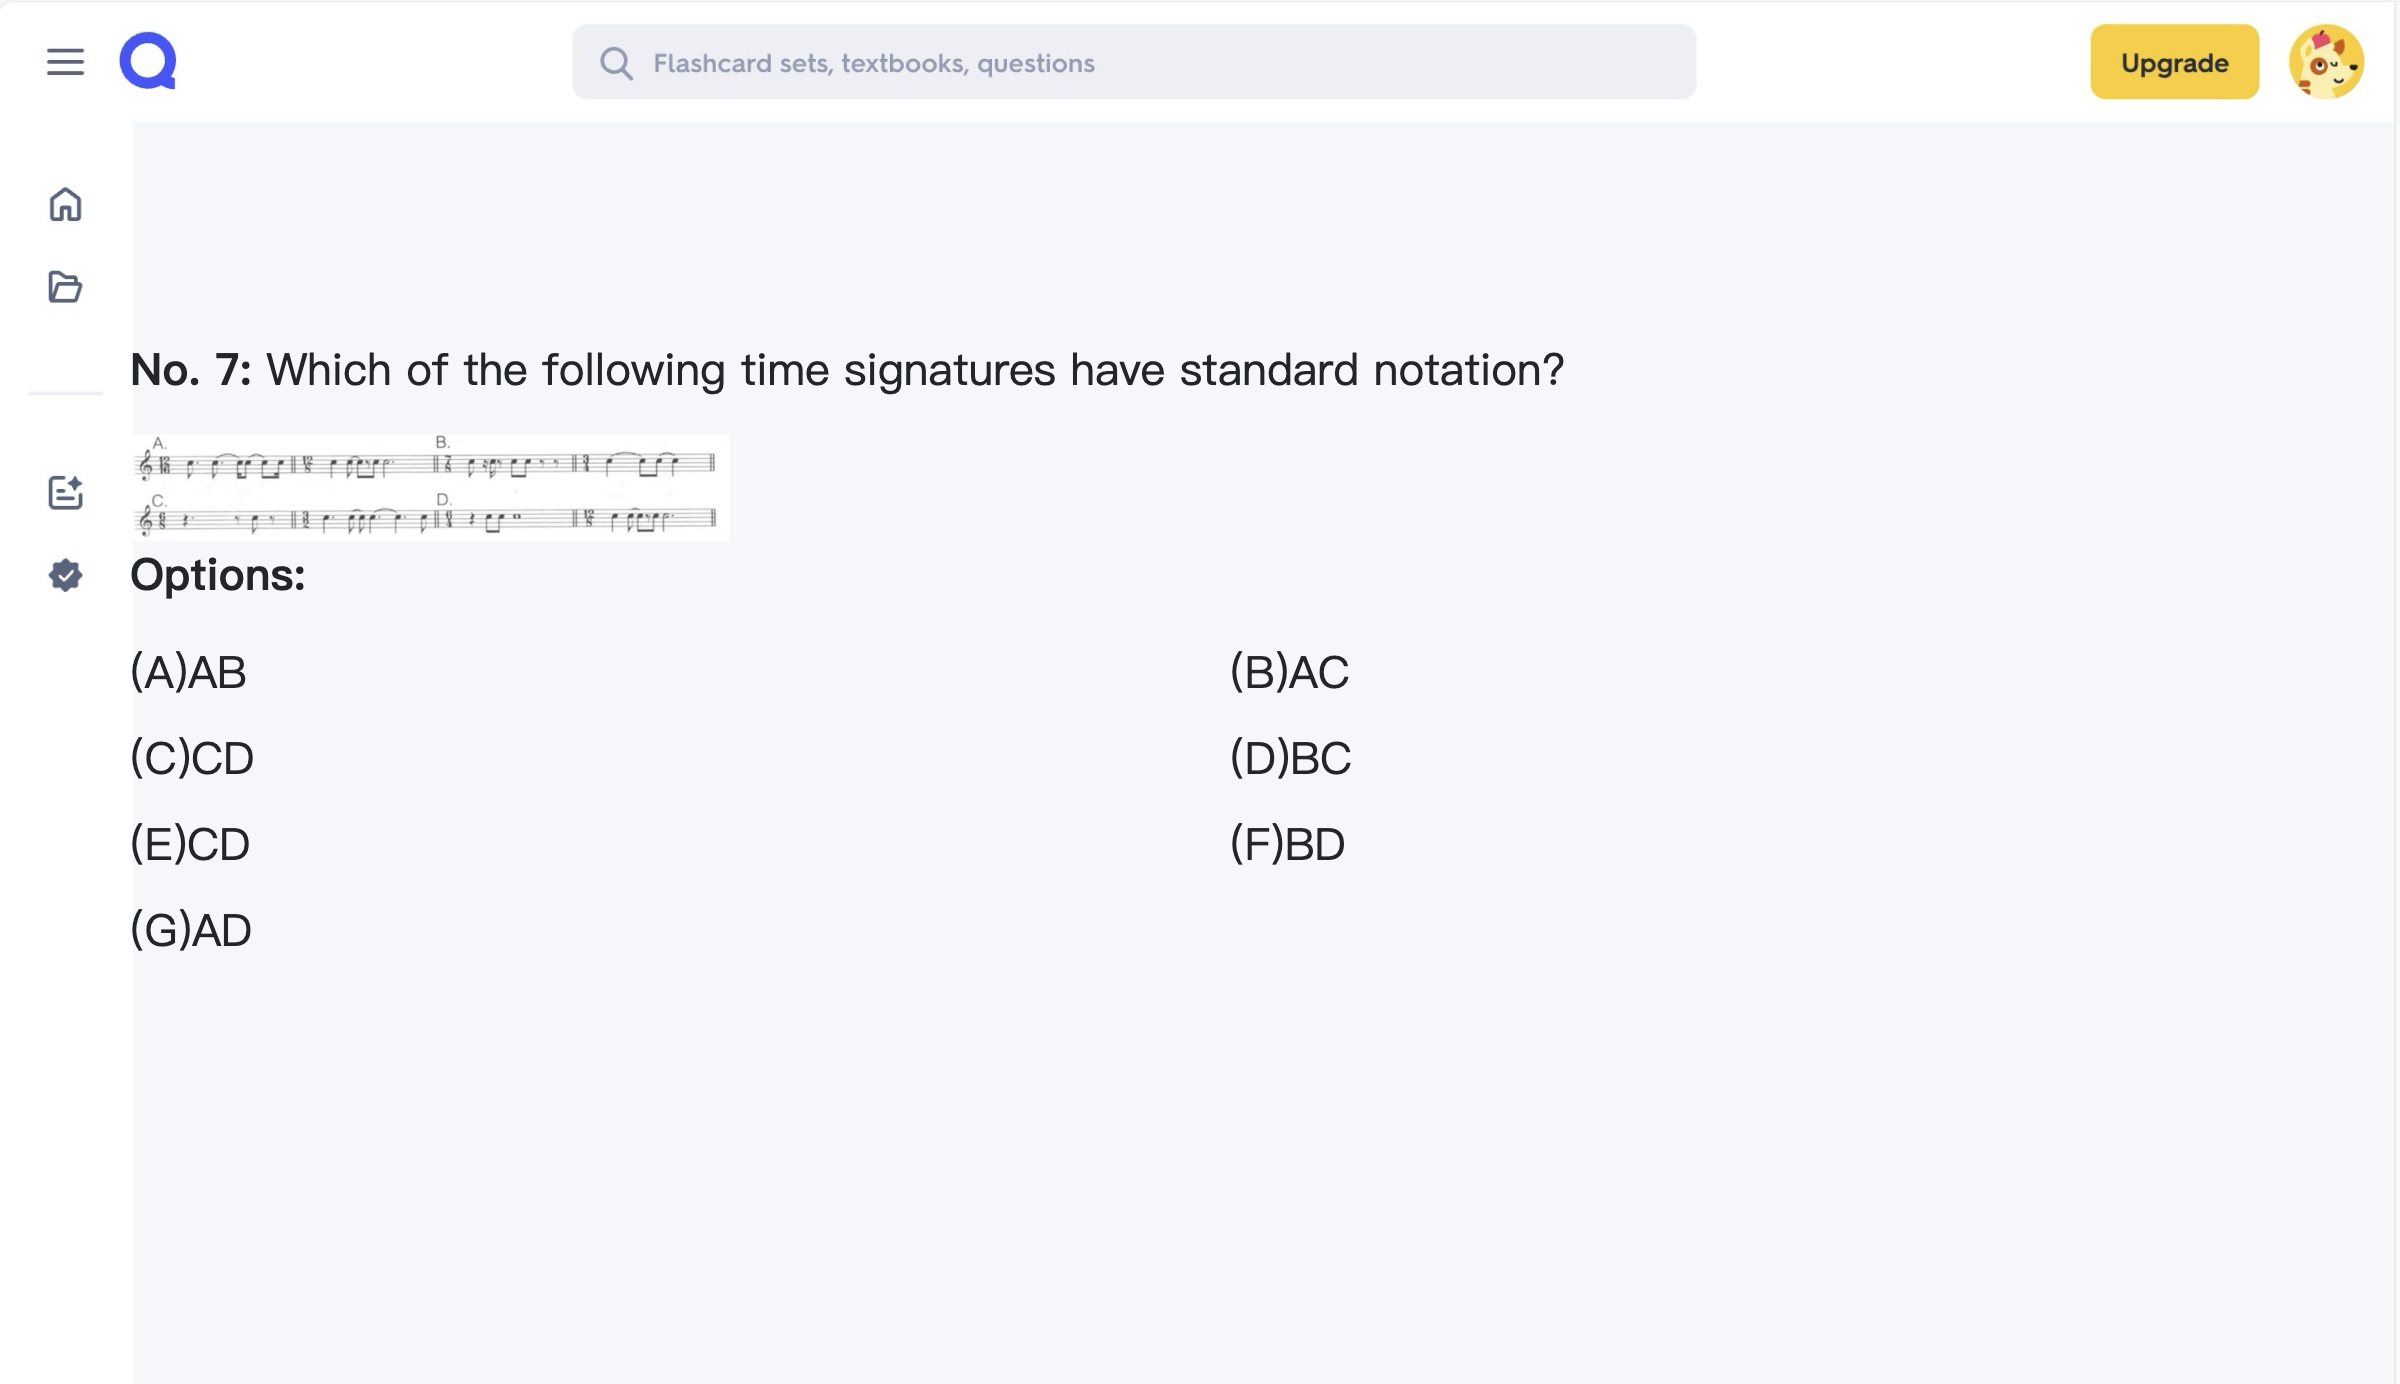 Flashcard sets, textbooks, questions
Upgrade
No. 7: Which of the following time signatures have standard notation?
A.
B.
C.
D.
Options:
(A)AB
(B)AC
(C)CD
(D)BC
(E)CD
(F)BD
(G)AD